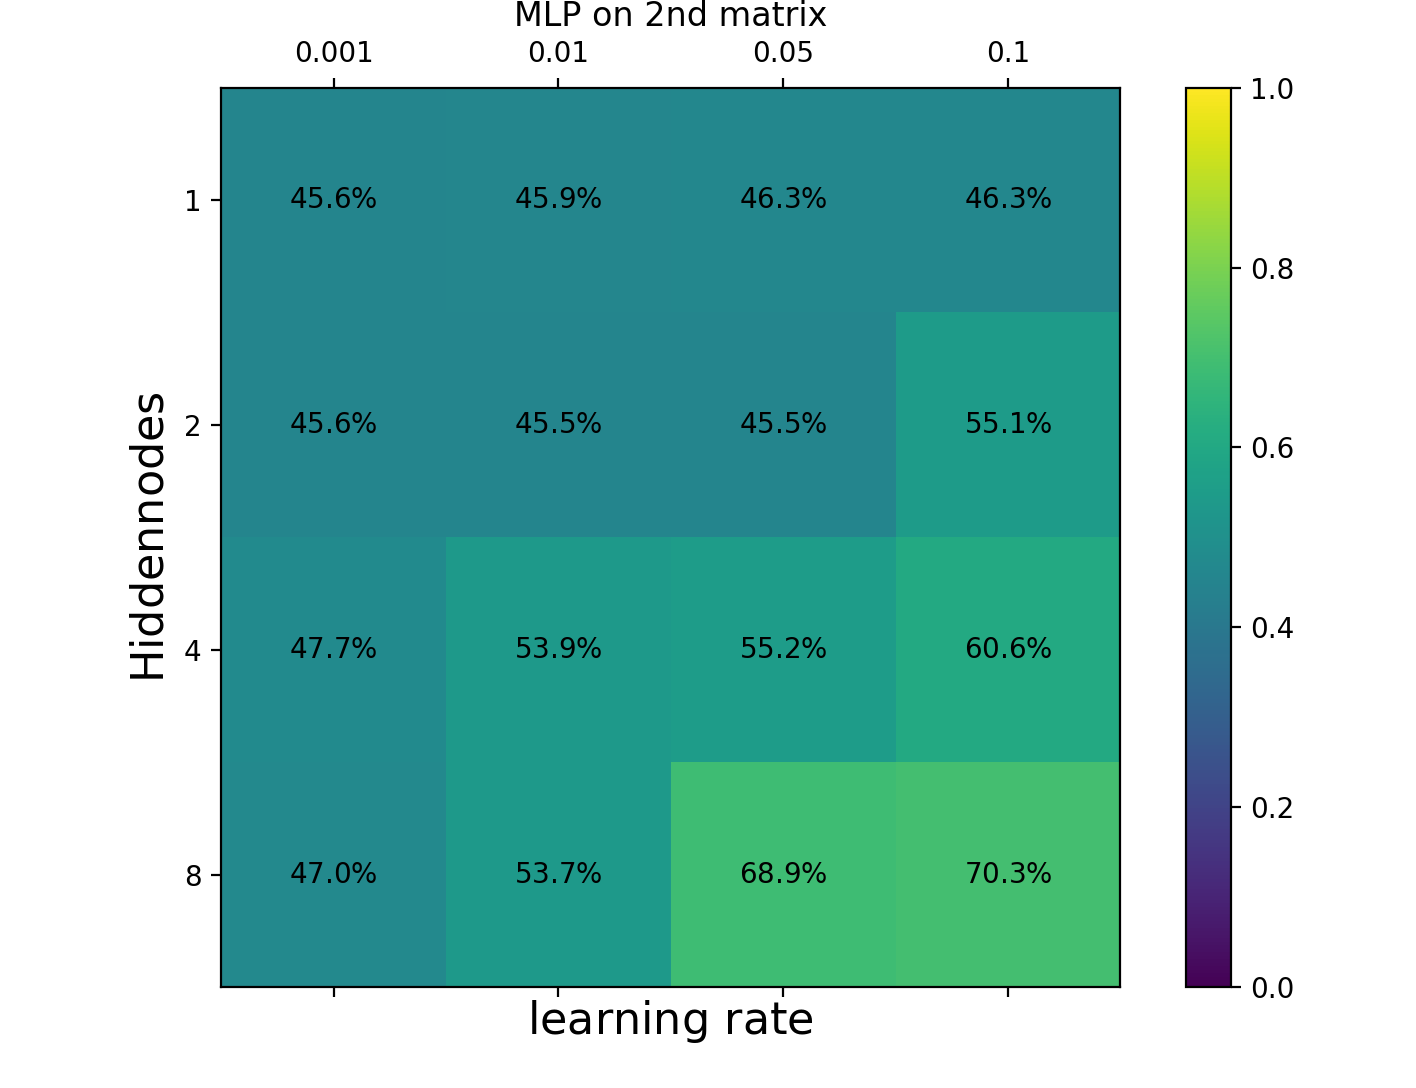 MLP on 2nd matrix
0.001 0.01 0.05 0.1
1 45.6% 45.9% 46.3% 46.3%
2 45.6% 45.5% 45.5% 55.1%
4 47.7% 53.9% 55.2% 60.6%
8 47.0% 53.7% 68.9% 70.3%
Hiddennodes
learning rate
1.0
0.8
0.6
0.4
0.2
0.0